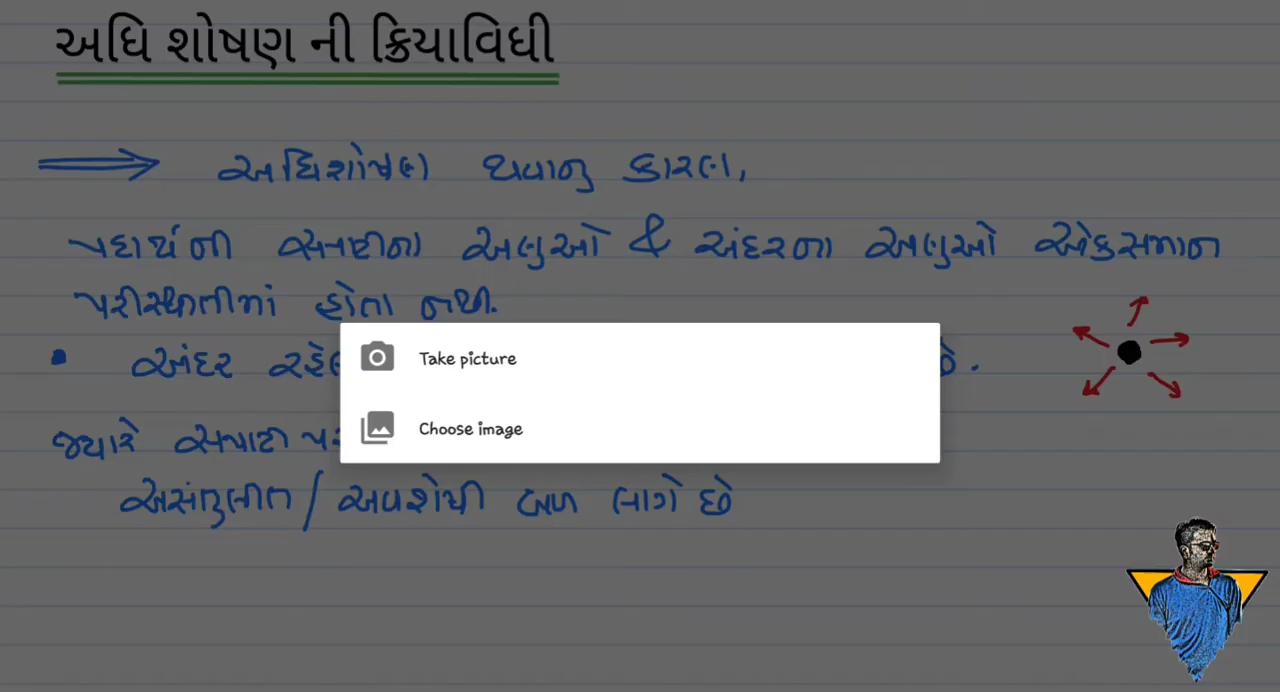 અધિ શોષણ ની ક્રિયાવિધી
અધિશોષણ થવાનુ કારણ,
પદાર્થની સપાટીના અણુઓ & અંદરના અણુઓ એકસમાન
પરીસ્થીતીમાં હોતા નથી.
Take picture
અંદર
છે.
Choose image
જ્યારે સપાટી
અસંતુલીત / અવશેષી બળ લાગે છે